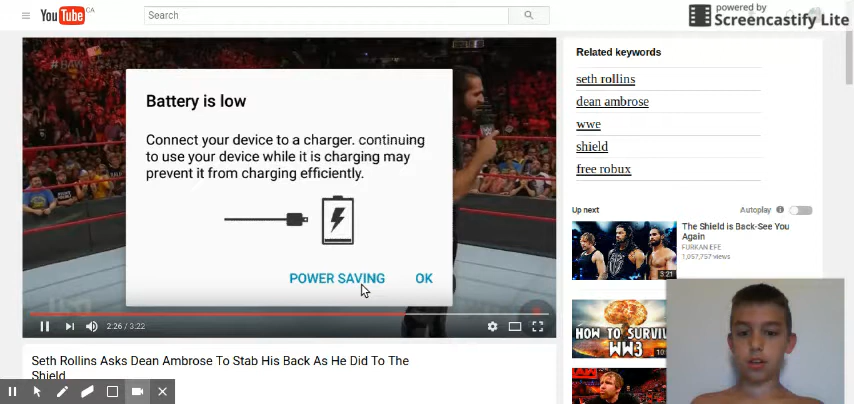 YouTube CA
Search
powered by
Screencastify Lite
#RAW
Battery is low
Connect your device to a charger. continuing
to use your device while it is charging may
prevent it from charging efficiently.
POWER SAVING OK
2:26 / 3:22
Seth Rollins Asks Dean Ambrose To Stab His Back As He Did To The
Shield
Related keywords
seth rollins
dean ambrose
wwe
shield
free robux
Up next Autoplay
The Shield is Back-See You
Again
FURKAN EFE
1,057,757 views
3:21
HOW TO SURVIV
WW3
10: